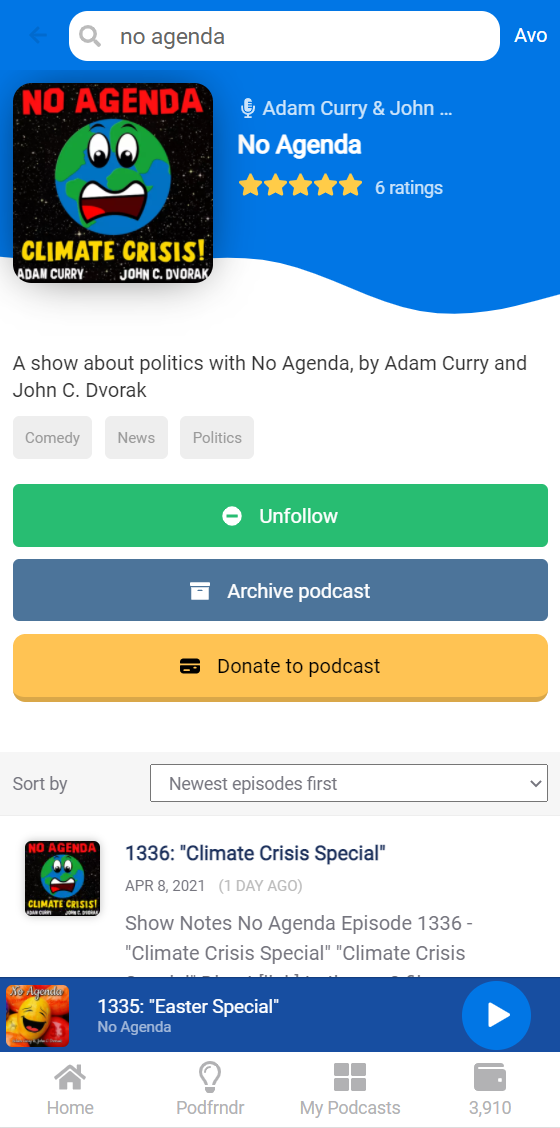 no agenda
Avo
NO AGENDA
CLIMATE CRISIS!
ADAM CURRY JOHN C. DVORAK
Adam Curry & John ...
No Agenda
6 ratings
A show about politics with No Agenda, by Adam Curry and
John C. Dvorak
Comedy News Politics
Unfollow
Archive podcast
Donate to podcast
Sort by Newest episodes first
NO AGENDA
CLIMATE CRISIS!
ADAM CURRY JOHN C. DVORAK
1336: "Climate Crisis Special"
APR 8, 2021 (1 DAY AGO)
Show Notes No Agenda Episode 1336 -
"Climate Crisis Special" "Climate Crisis
No Agenda
1335: "Easter Special"
No Agenda
Home Podfrndr My Podcasts 3,910